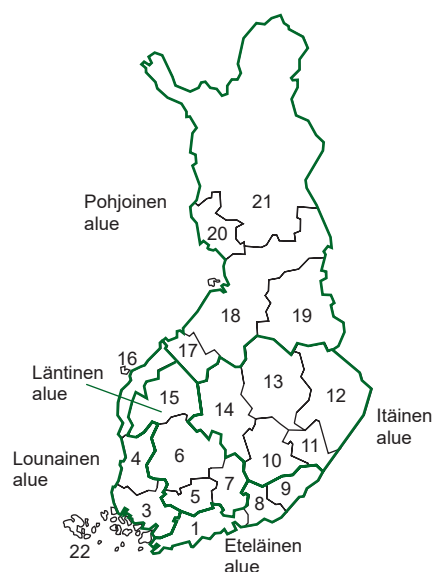 21
Pohjoinen
alue
20
18
19
17
16
Läntinen
alue
15
13
12
14
Itäinen
alue
Lounainen
alue
4
6
10
11
7
9
5
8
3
1
22
Eteläinen
alue